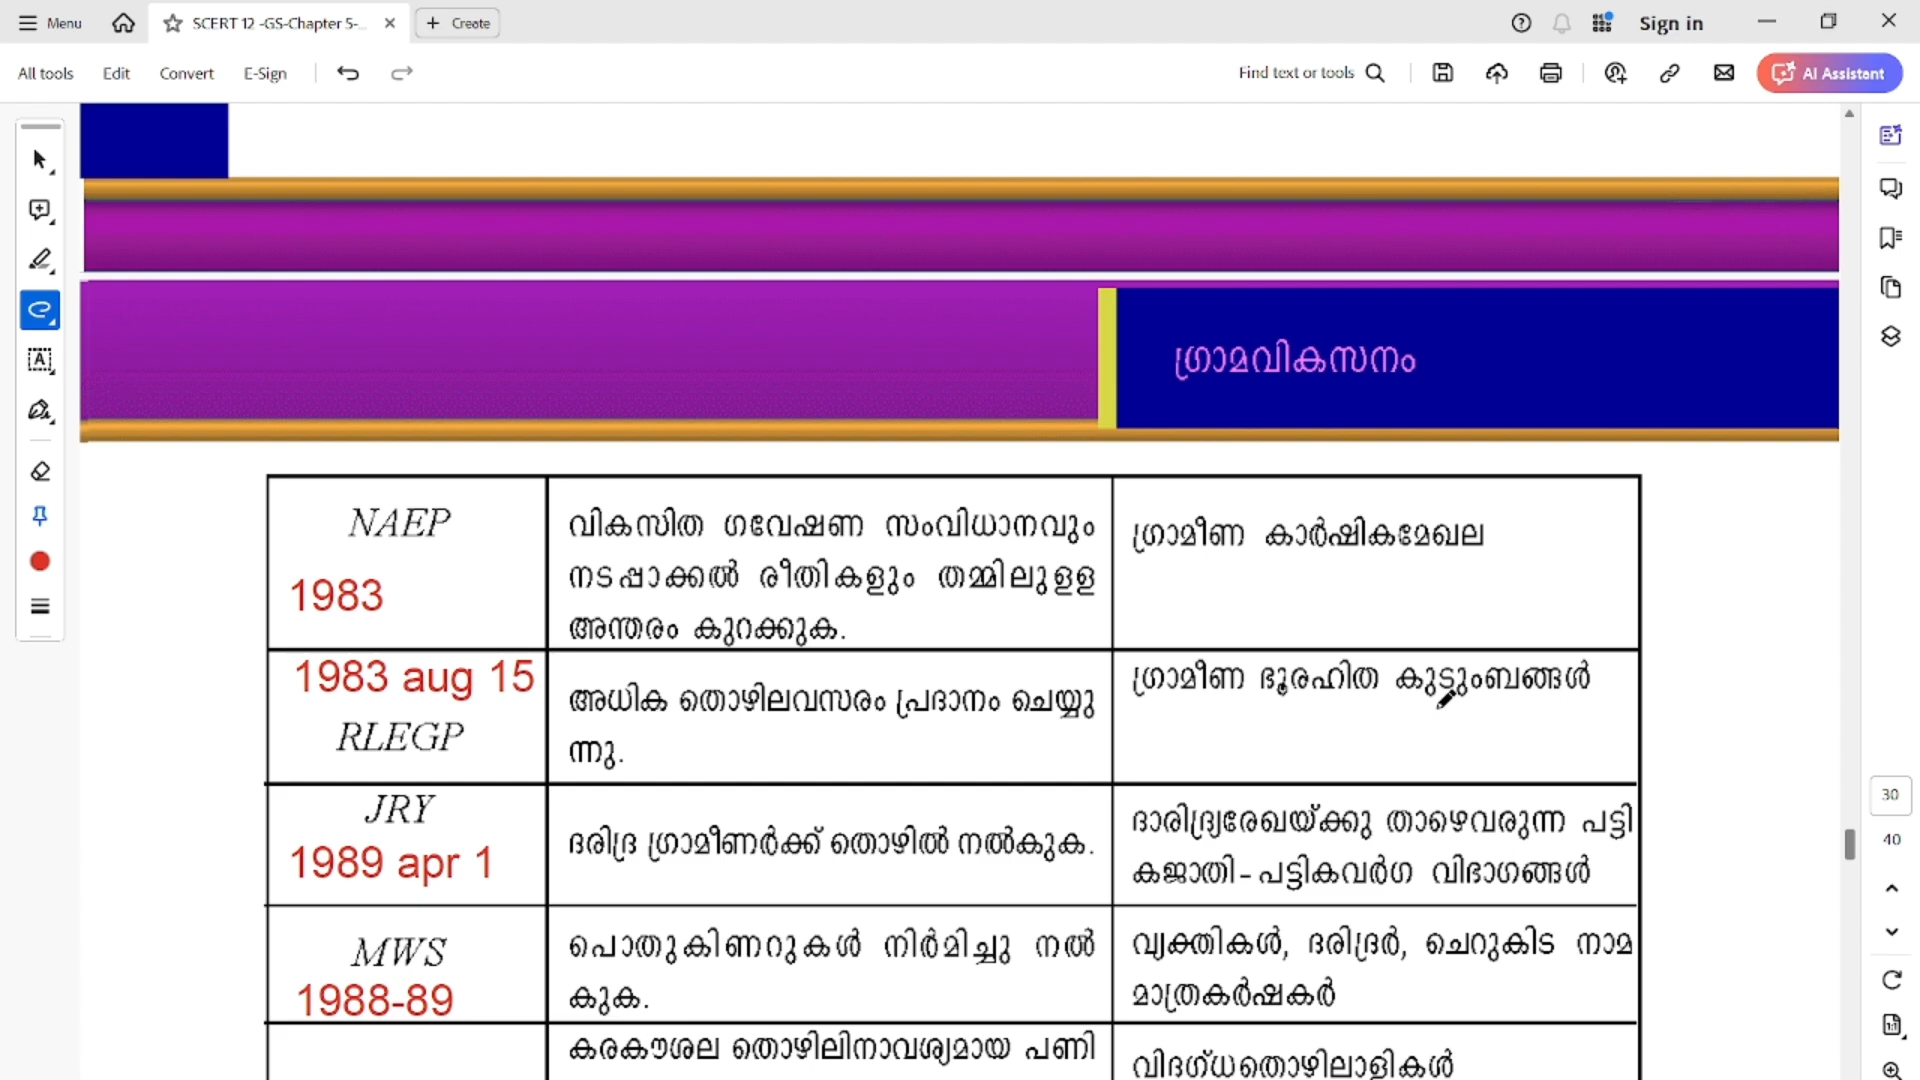 Menu
SCERT 12 -GS-Chapter 5-...
Create
Sign in
All tools
Edit
Convert
E-Sign
Find text or tools
AI Assistant
ഗ്രാമവികസനം
NAEP
1983
വികസിത ഗവേഷണ സംവിധാനവും
നടപ്പാക്കൽ രീതികളും തമ്മിലുള്ള
അന്തരം കുറക്കുക.
ഗ്രാമീണ കാർഷികമേഖല
1983 aug 15
RLEGP
അധിക തൊഴിലവസരം പ്രദാനം ചെയ്യു
ന്നു.
ഗ്രാമീണ ഭൂരഹിത കുടുംബങ്ങൾ
JRY
1989 apr 1
ദരിദ്ര ഗ്രാമീണർക്ക് തൊഴിൽ നൽകുക.
ദാരിദ്ര്യരേഖയ്ക്കു താഴെവരുന്ന പട്ടി
കജാതി-പട്ടികവർഗ വിഭാഗങ്ങൾ
MWS
1988-89
പൊതുകിണറുകൾ നിർമിച്ചു നൽ
കുക.
വ്യക്തികൾ, ദരിദ്രർ, ചെറുകിട നാമ
മാത്രകർഷകർ
കരകൗശല തൊഴിലിനാവശ്യമായ പണി
വിദഗ്ധതൊഴിലാളികൾ
30
40